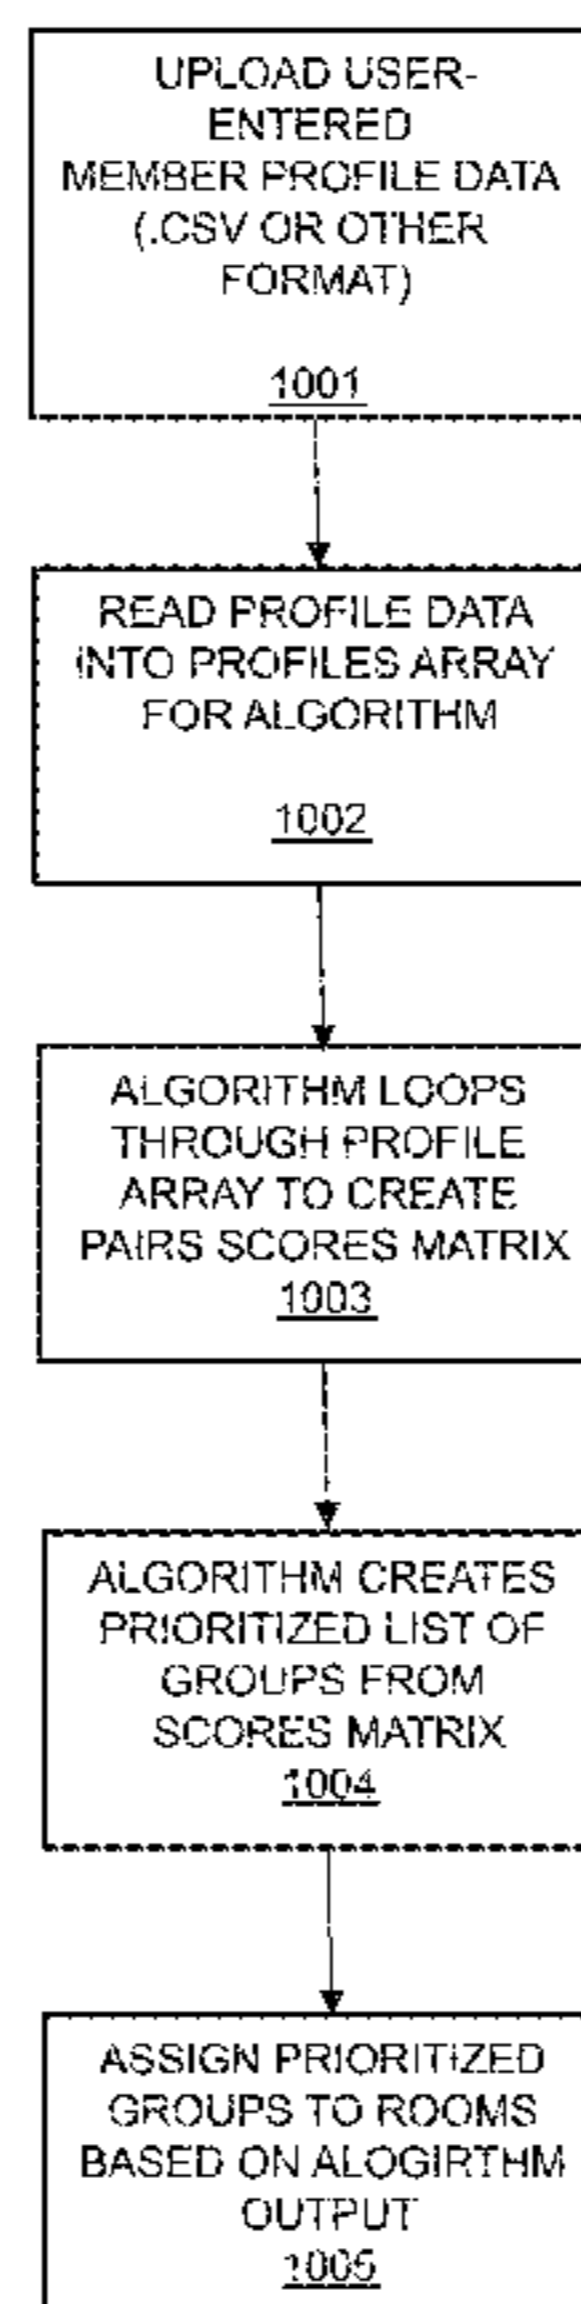 UPLOAD USER-
ENTERED
MEMBER PROFILE DATA
(.CSV OR OTHER
FORMAT)
1001
READ PROFILE DATA
INTO PROFILES ARRAY
FOR ALGORITHM
1002
ALGORITHM LOOPS
THROUGH PROFILE
ARRAY TO CREATE
PAIRS SCORES MATRIX
1003
ALGORITHM CREATES
PRIORITIZED LIST OF
GROUPS FROM
SCORES MATRIX
1004
ASSIGN PRIORITIZED
GROUPS TO ROOMS
BASED ON ALOGIRTHM
OUTPUT
1005